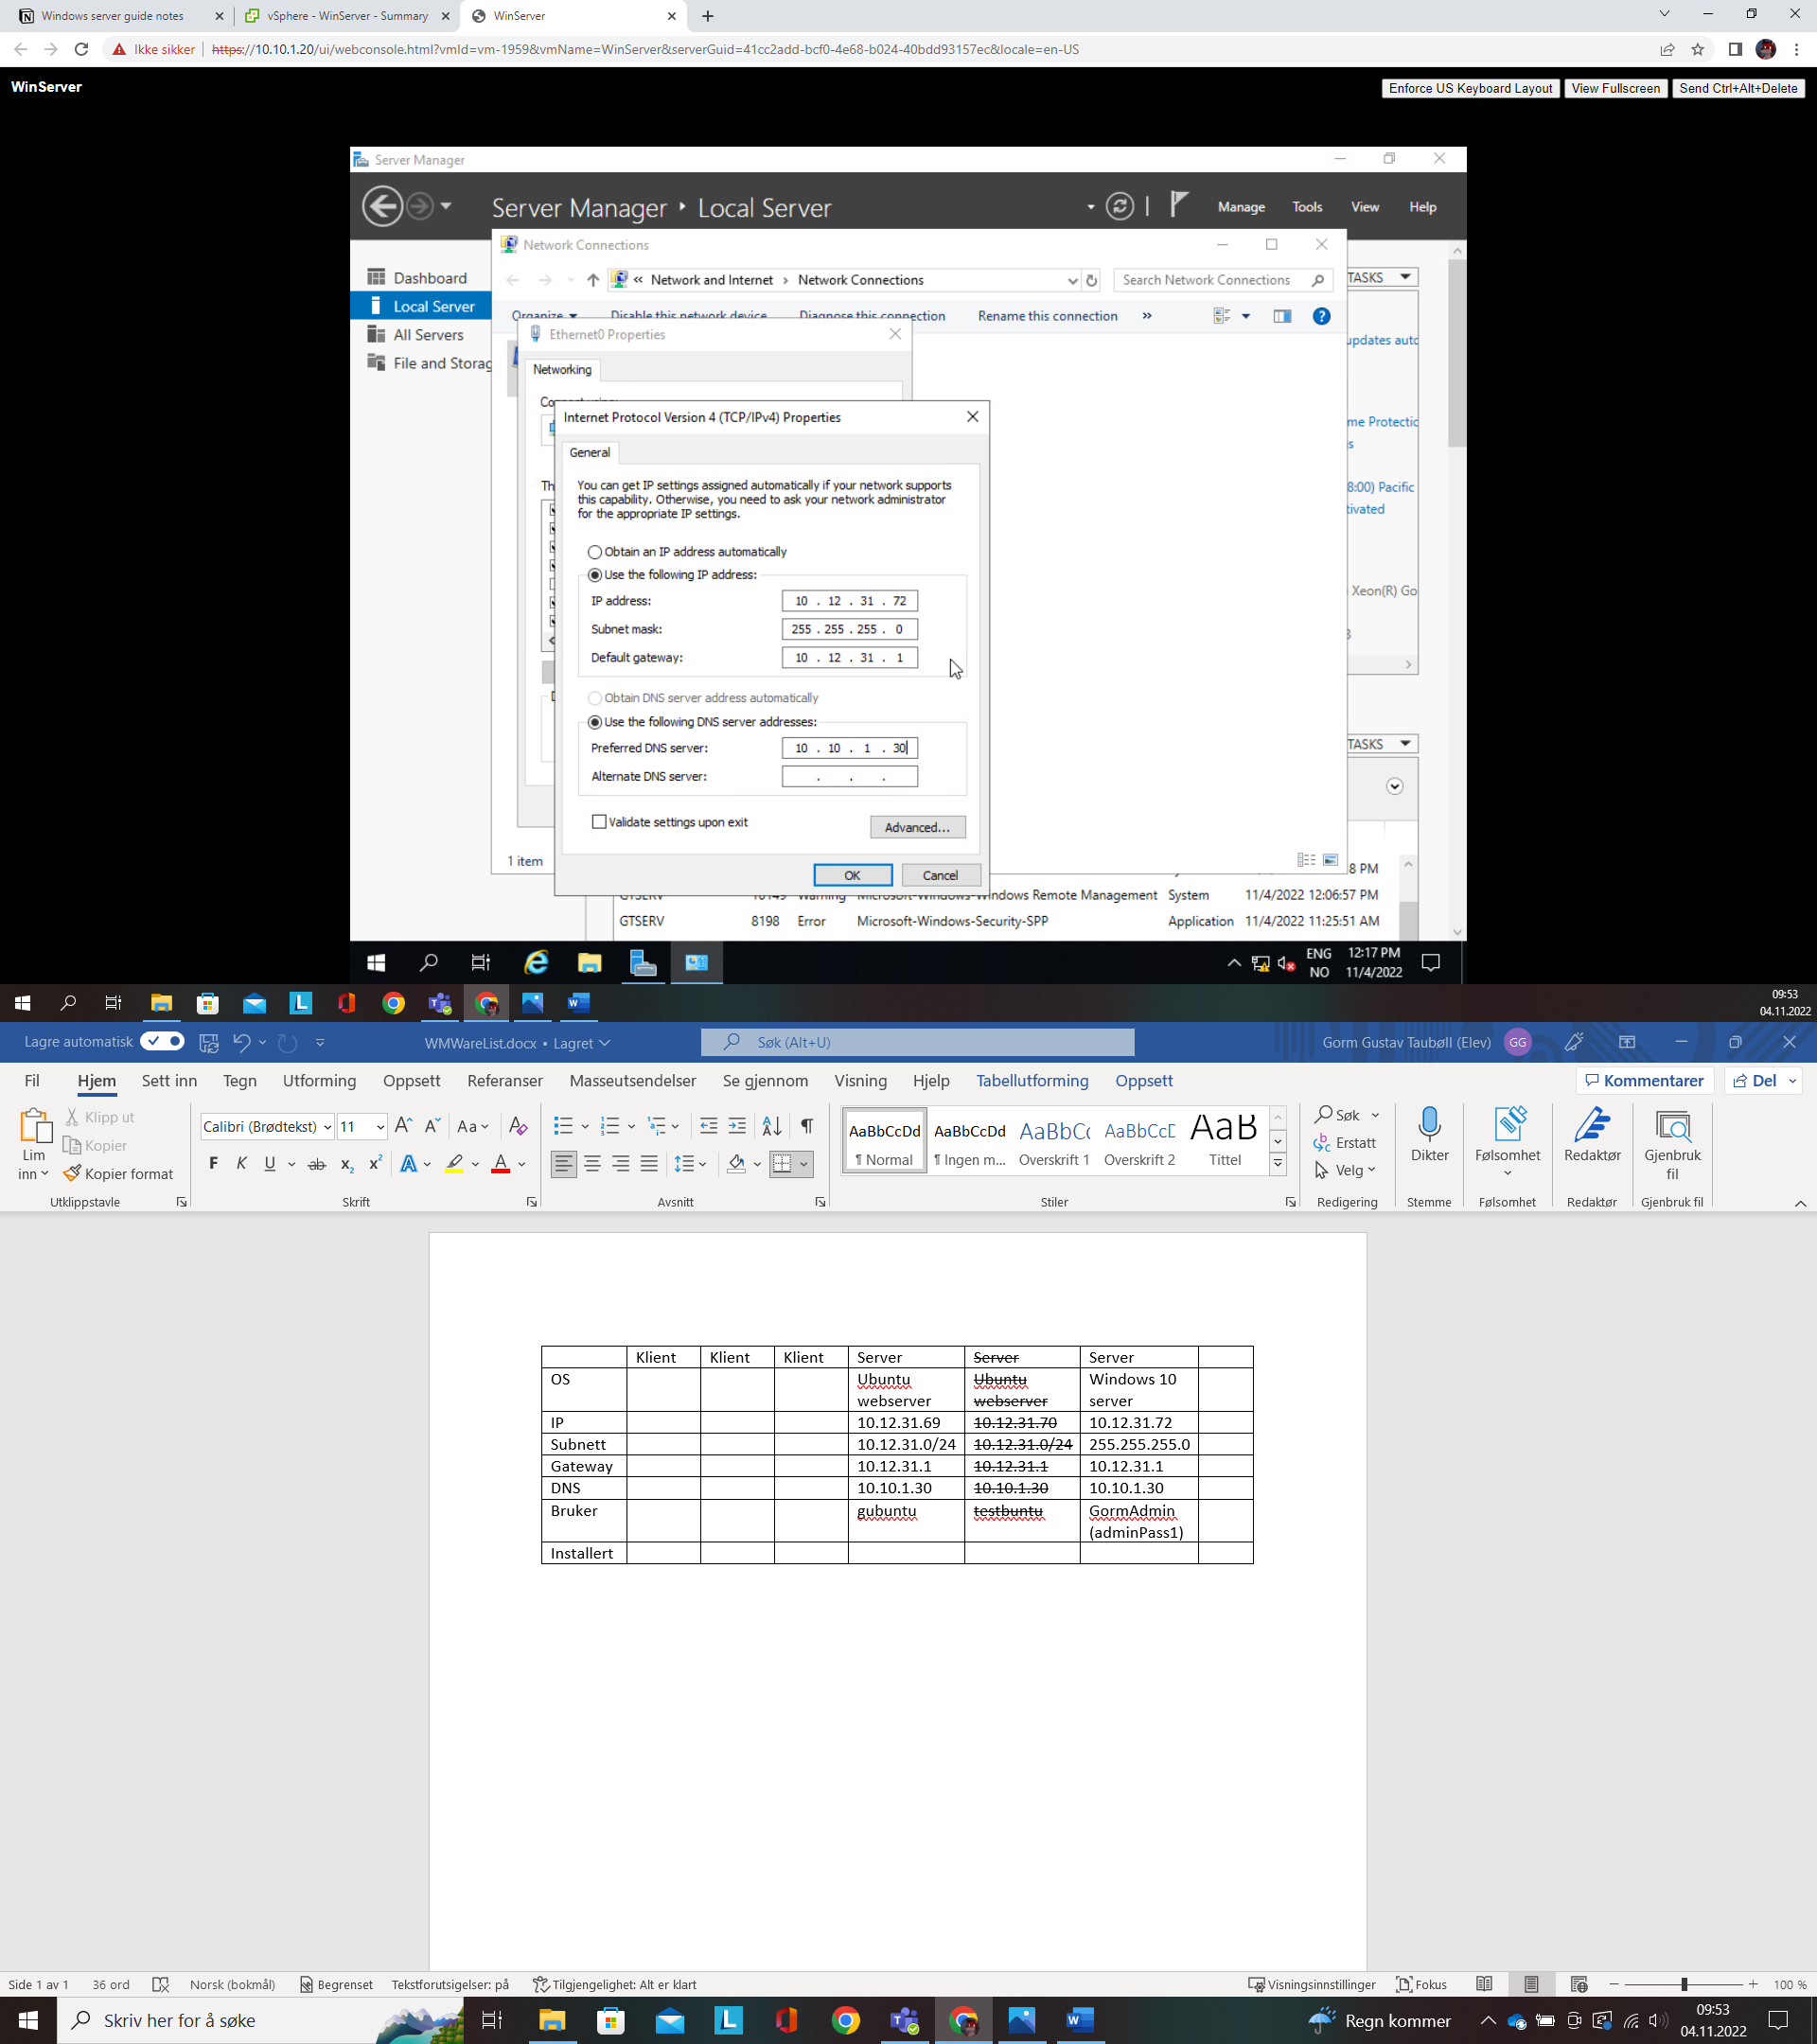 Windows server guide notes
vSphere - WinServer - Summary
WinServer
Ikke sikker
https://10.10.1.20/ui/webconsole.html?vmId=vm-1959&vmName=WinServer&serverGuid=41cc2add-bcf0-4e68-b024-40bdd93157ec&locale=en-US
WinServer
Enforce US Keyboard Layout
View Fullscreen
Send Ctrl+Alt+Delete
Server Manager
Server Manager
Local Server
Manage
Tools
View
Help
Network Connections
Dashboard
Local Server
All Servers
File and Storag
« Network and Internet › Network Connections
Search Network Connections
TASKS
Organize
Disable this network device
Diagnose this connection
Rename this connection
»
updates auto
Ethernet0 Properties
Networking
me Protectic
s
Internet Protocol Version 4 (TCP/IPv4) Properties
General
Th
You can get IP settings assigned automatically if your network supports
this capability. Otherwise, you need to ask your network administrator
for the appropriate IP settings.
8:00) Pacific
tivated
Obtain an IP address automatically
Use the following IP address:
IP address:
10 . 12 . 31 . 72
Xeon(R) Go
Subnet mask:
255 . 255 . 255 . 0
Default gateway:
10 . 12 . 31 . 1
Obtain DNS server address automatically
Use the following DNS server addresses:
Preferred DNS server:
10 . 10 . 1 . 30
TASKS
Alternate DNS server:
. . .
Validate settings upon exit
Advanced...
1 item
OK
Cancel
8 PM
GTSERV 10149 Warning Microsoft-Windows-Windows Remote Management System 11/4/2022 12:06:57 PM
GTSERV 8198 Error Microsoft-Windows-Security-SPP Application 11/4/2022 11:25:51 AM
ENG
NO
12:17 PM
11/4/2022
09:53
04.11.2022
Lagre automatisk
WMWareList.docx • Lagret
Søk (Alt+U)
Gorm Gustav Taubøll (Elev)
GG
Fil
Hjem
Sett inn
Tegn
Utforming
Oppsett
Referanser
Masseutsendelser
Se gjennom
Visning
Hjelp
Tabellutforming
Oppsett
Kommentarer
Del
Lim
inn
Klipp ut
Kopier
Kopier format
Utklippstavle
Calibri (Brødtekst)
11
Aa
F K U ab x₂ x² A A
Skrift
Avsnitt
AaBbCcDd
¶ Normal
AaBbCcDd
¶ Ingen m...
AaBbCc
Overskrift 1
AaBbCcE
Overskrift 2
AaB
Tittel
Stiler
Søk
Erstatt
Velg
Redigering
Dikter
Stemme
Følsomhet
Følsomhet
Redaktør
Redaktør
Gjenbruk
fil
Gjenbruk fil
Klient Klient Klient Server Server Server
OS Ubuntu webserver Ubuntu webserver Windows 10 server
IP 10.12.31.69 10.12.31.70 10.12.31.72
Subnett 10.12.31.0/24 10.12.31.0/24 255.255.255.0
Gateway 10.12.31.1 10.12.31.1 10.12.31.1
DNS 10.10.1.30 10.10.1.30 10.10.1.30
Bruker gubuntu testbuntu GormAdmin (adminPass1)
Installert
Side 1 av 1
36 ord
Norsk (bokmål)
Begrenset
Tekstforutsigelser: på
Tilgjengelighet: Alt er klart
Visningsinnstillinger
Fokus
100 %
Skriv her for å søke
Regn kommer
09:53
04.11.2022